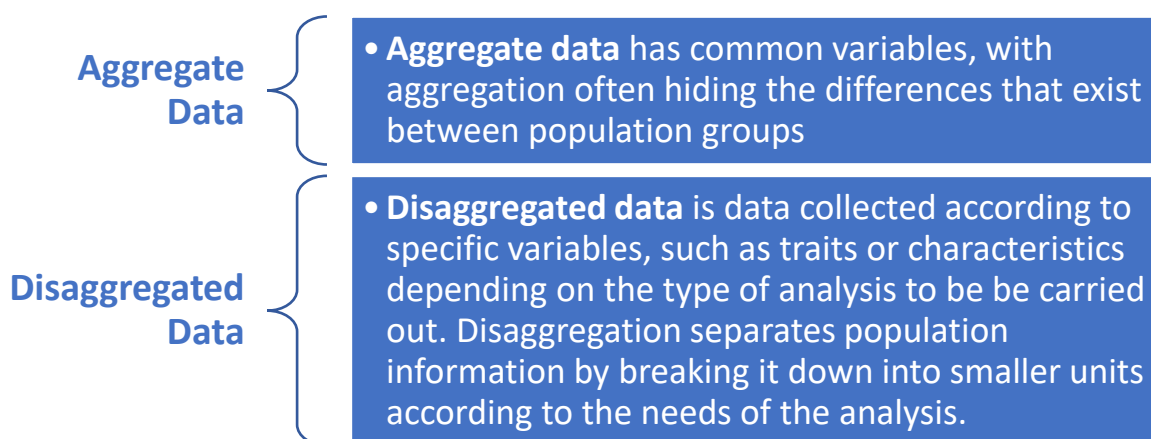 Aggregate
Data
• Aggregate data has common variables, with
aggregation often hiding the differences that exist
between population groups
Disaggregated
Data
• Disaggregated data is data collected according to
specific variables, such as traits or characteristics
depending on the type of analysis to be be carried
out. Disaggregation separates population
information by breaking it down into smaller units
according to the needs of the analysis.